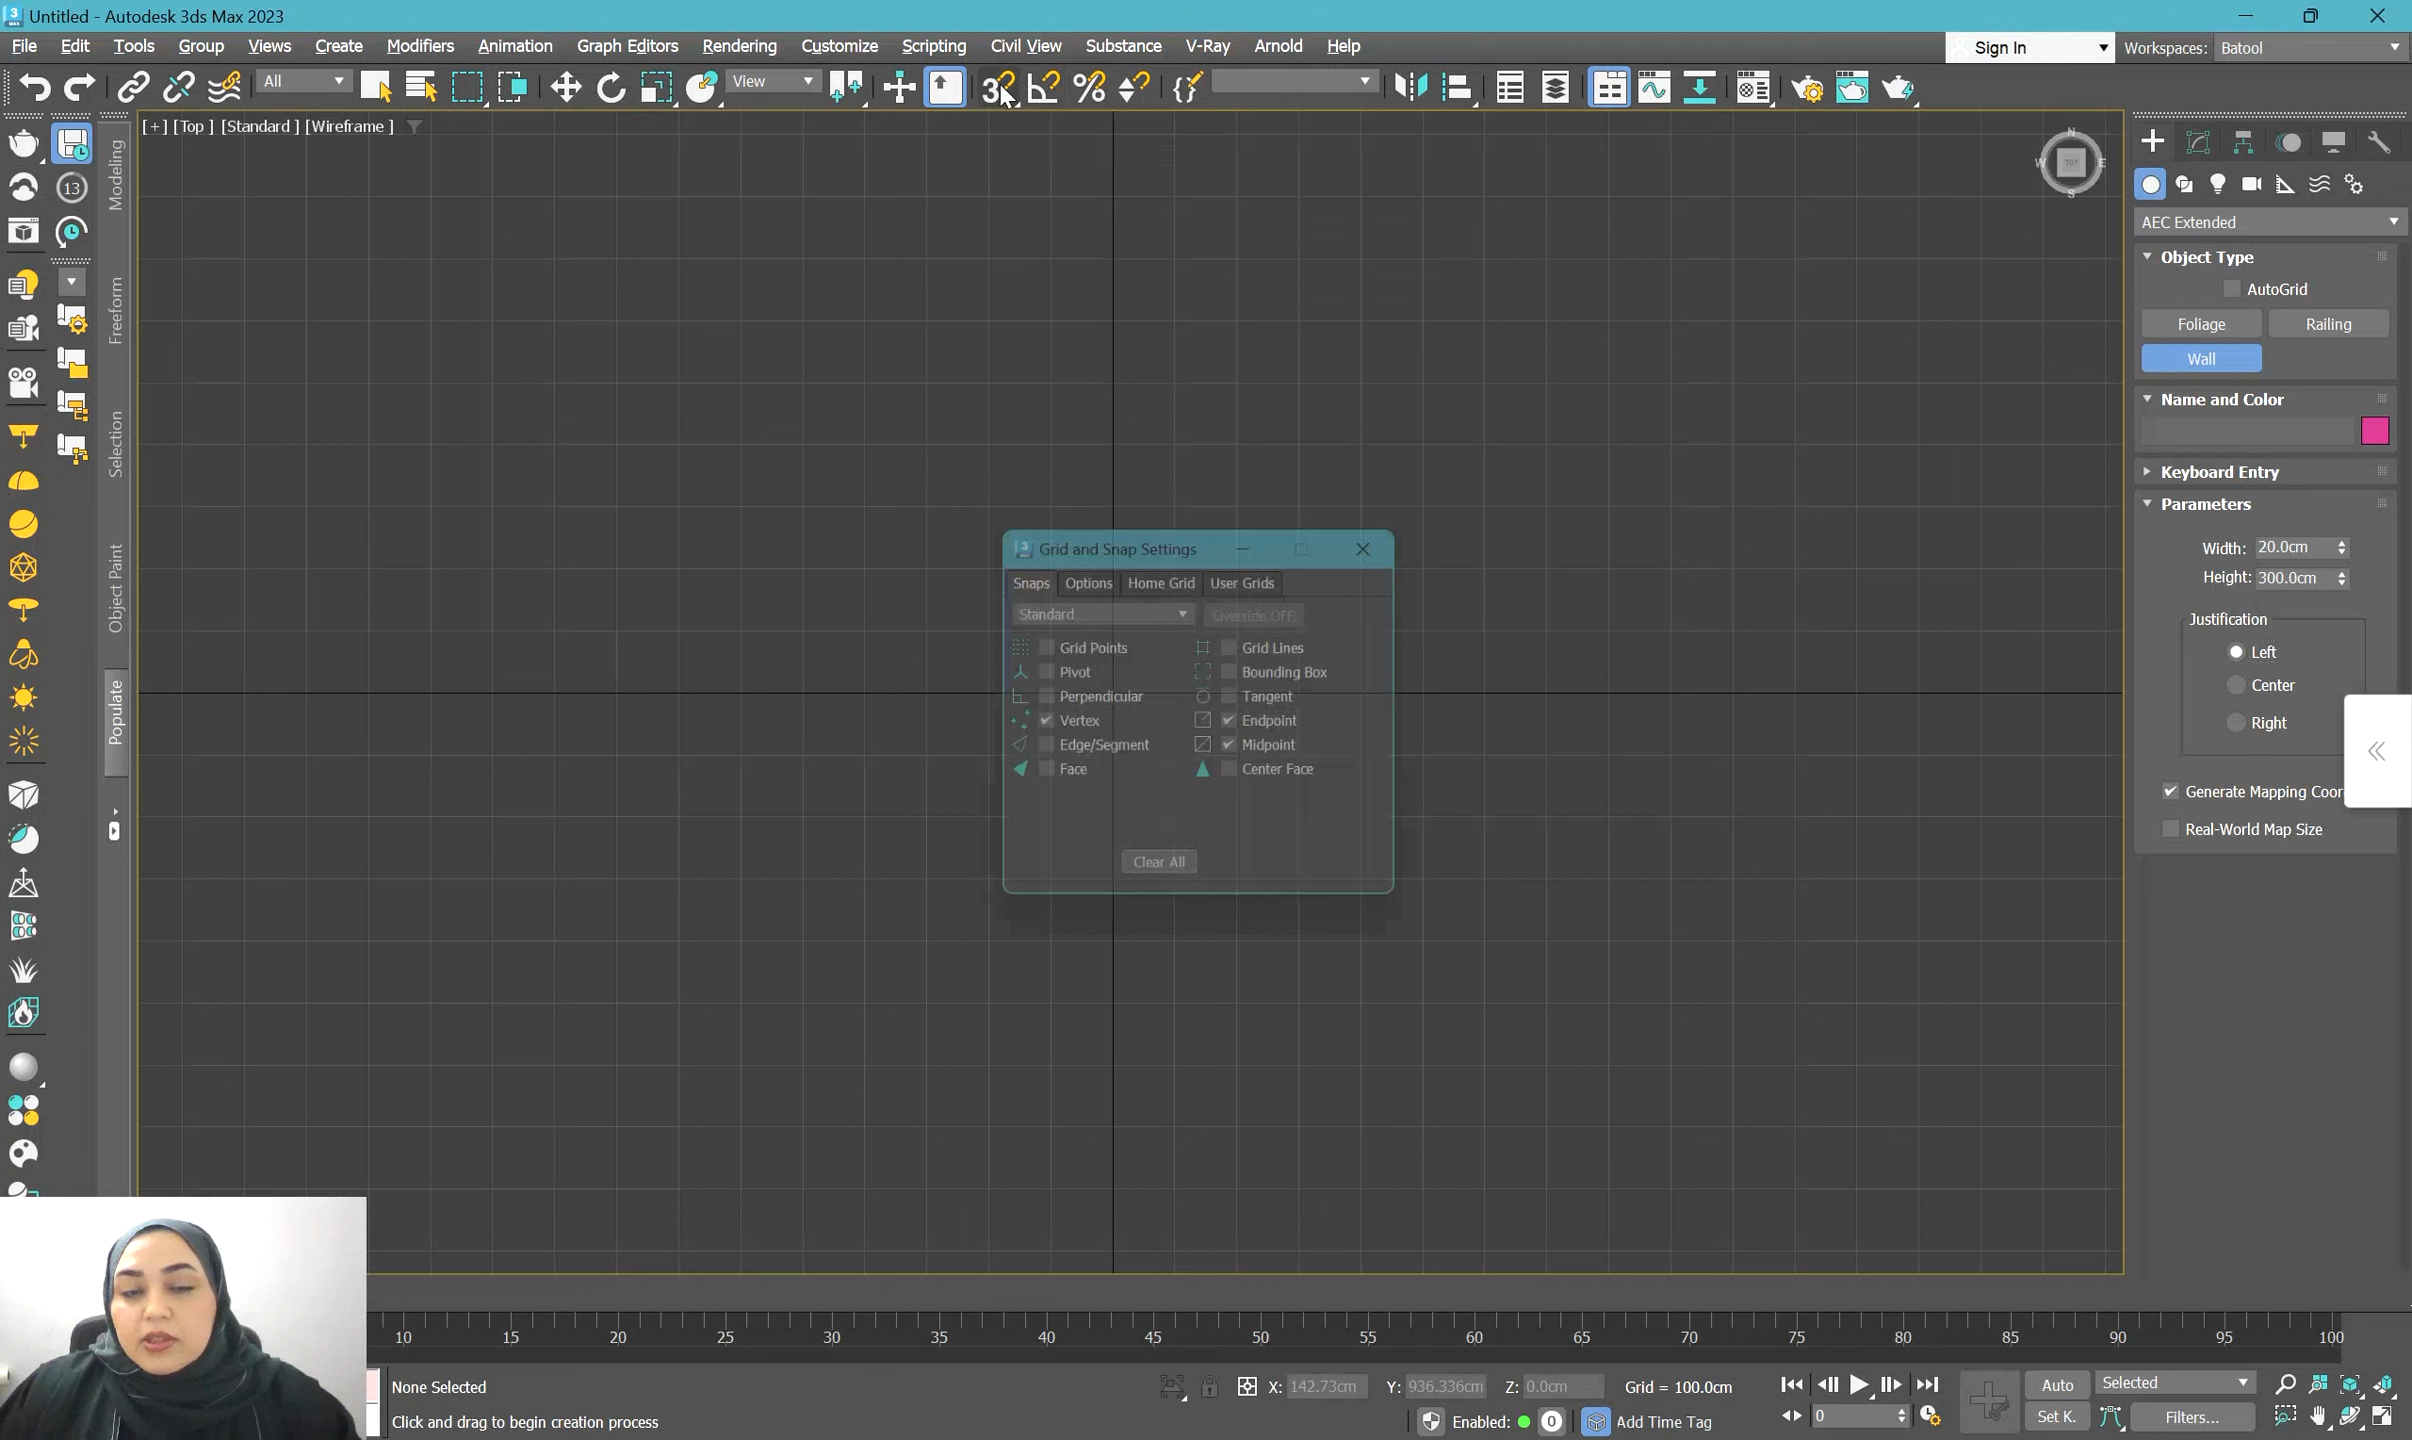 Untitled - Autodesk 3ds Max 2023
File Edit Tools Group Views Create Modifiers Animation Graph Editors Rendering Customize Scripting Civil View Substance V-Ray Arnold Help
Sign In Workspaces: Batool
All View
[+] [Top ] [Standard ] [Wireframe ]
13
Modeling
Freeform
Selection
Object Paint
Populate
N
W TOP E
S
AEC Extended
Object Type
AutoGrid
Foliage Railing
Wall
Name and Color
Keyboard Entry
Parameters
Width: 20.0cm
Height: 300.0cm
Justification
Left
Center
Right
Generate Mapping Coor
Real-World Map Size
Grid and Snap Settings
Snaps Options Home Grid User Grids
Standard Override OFF
Grid Points Grid Lines
Pivot Bounding Box
Perpendicular Tangent
Vertex Endpoint
Edge/Segment Midpoint
Face Center Face
Clear All
10 15 20 25 30 35 40 45 50 55 60 65 70 75 80 85 90 95 100
None Selected
X: 142.73cm Y: 936.336cm Z: 0.0cm Grid = 100.0cm
Auto Selected
Click and drag to begin creation process
Enabled: 0 Add Time Tag
0
Set K. Filters...